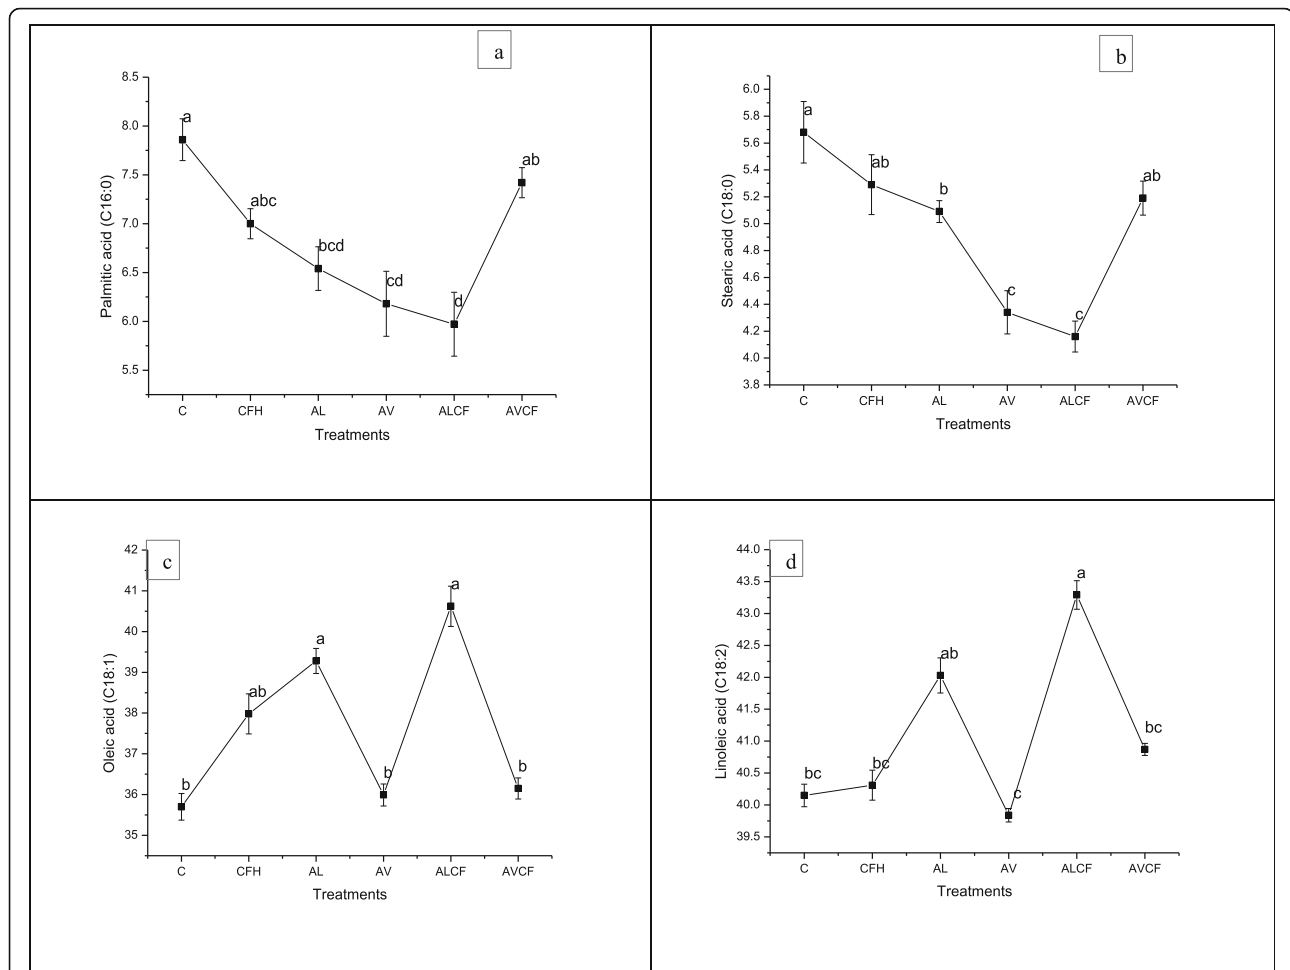 a
8.5
8.0
7.5
7.0
6.5
6.0
5.5
Palmitic acid (C16:0)
a
abc
bcd
cd
d
ab
C CFH AL AV ALCF AVCF
Treatments
b
6.0
5.8
5.6
5.4
5.2
5.0
4.8
4.6
4.4
4.2
4.0
3.8
Stearic acid (C18:0)
a
ab
b
c
c
ab
C CFH AL AV ALCF AVCF
Treatments
c
42
41
40
39
38
37
36
35
Oleic acid (C18:1)
b
ab
a
b
a
b
C CFH AL AV ALCF AVCF
Treatments
d
44.0
43.5
43.0
42.5
42.0
41.5
41.0
40.5
40.0
39.5
Linoleic acid (C18:2)
bc
bc
ab
c
a
bc
C CFH AL AV ALCF AVCF
Treatments